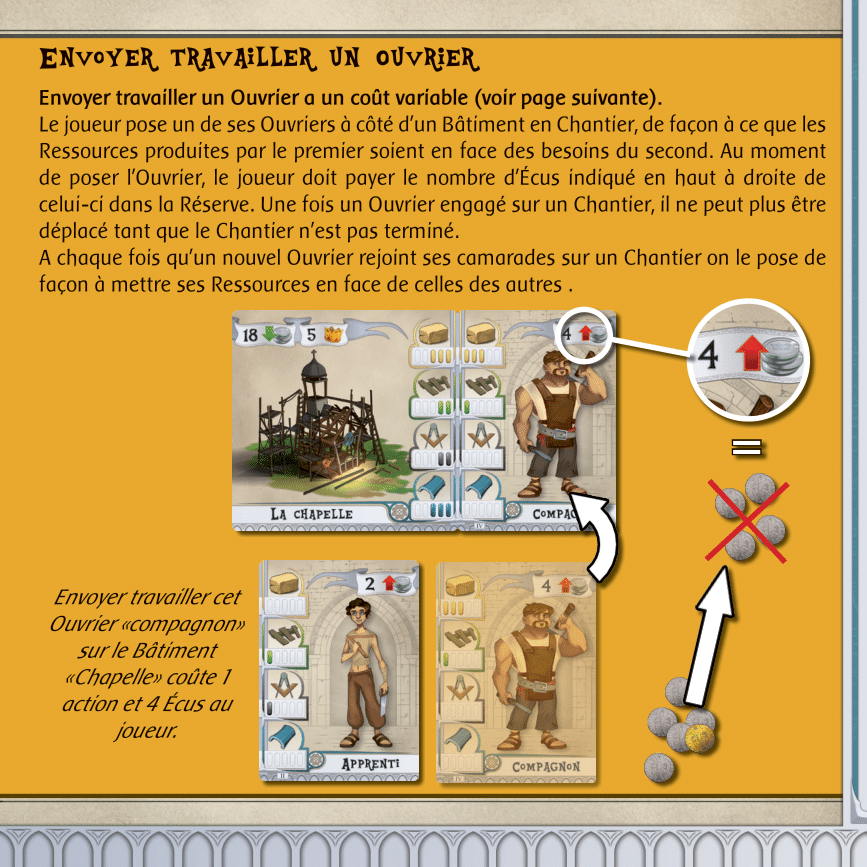 Envoyer travailler un ouvrier
Envoyer travailler un Ouvrier a un coût variable (voir page suivante).
Le joueur pose un de ses Ouvriers à côté d’un Bâtiment en Chantier, de façon à ce que les
Ressources produites par le premier soient en face des besoins du second. Au moment
de poser l’Ouvrier, le joueur doit payer le nombre d’Écus indiqué en haut à droite de
celui-ci dans la Réserve. Une fois un Ouvrier engagé sur un Chantier, il ne peut plus être
déplacé tant que le Chantier n’est pas terminé.
A chaque fois qu’un nouvel Ouvrier rejoint ses camarades sur un Chantier on le pose de
façon à mettre ses Ressources en face de celles des autres .
18 5 4
4
=
La chapelle
IV
Compag
Envoyer travailler cet
Ouvrier «compagnon»
sur le Bâtiment
«Chapelle» coûte 1
action et 4 Écus au
joueur.
2
4
Apprenti
II
Compagnon
IV